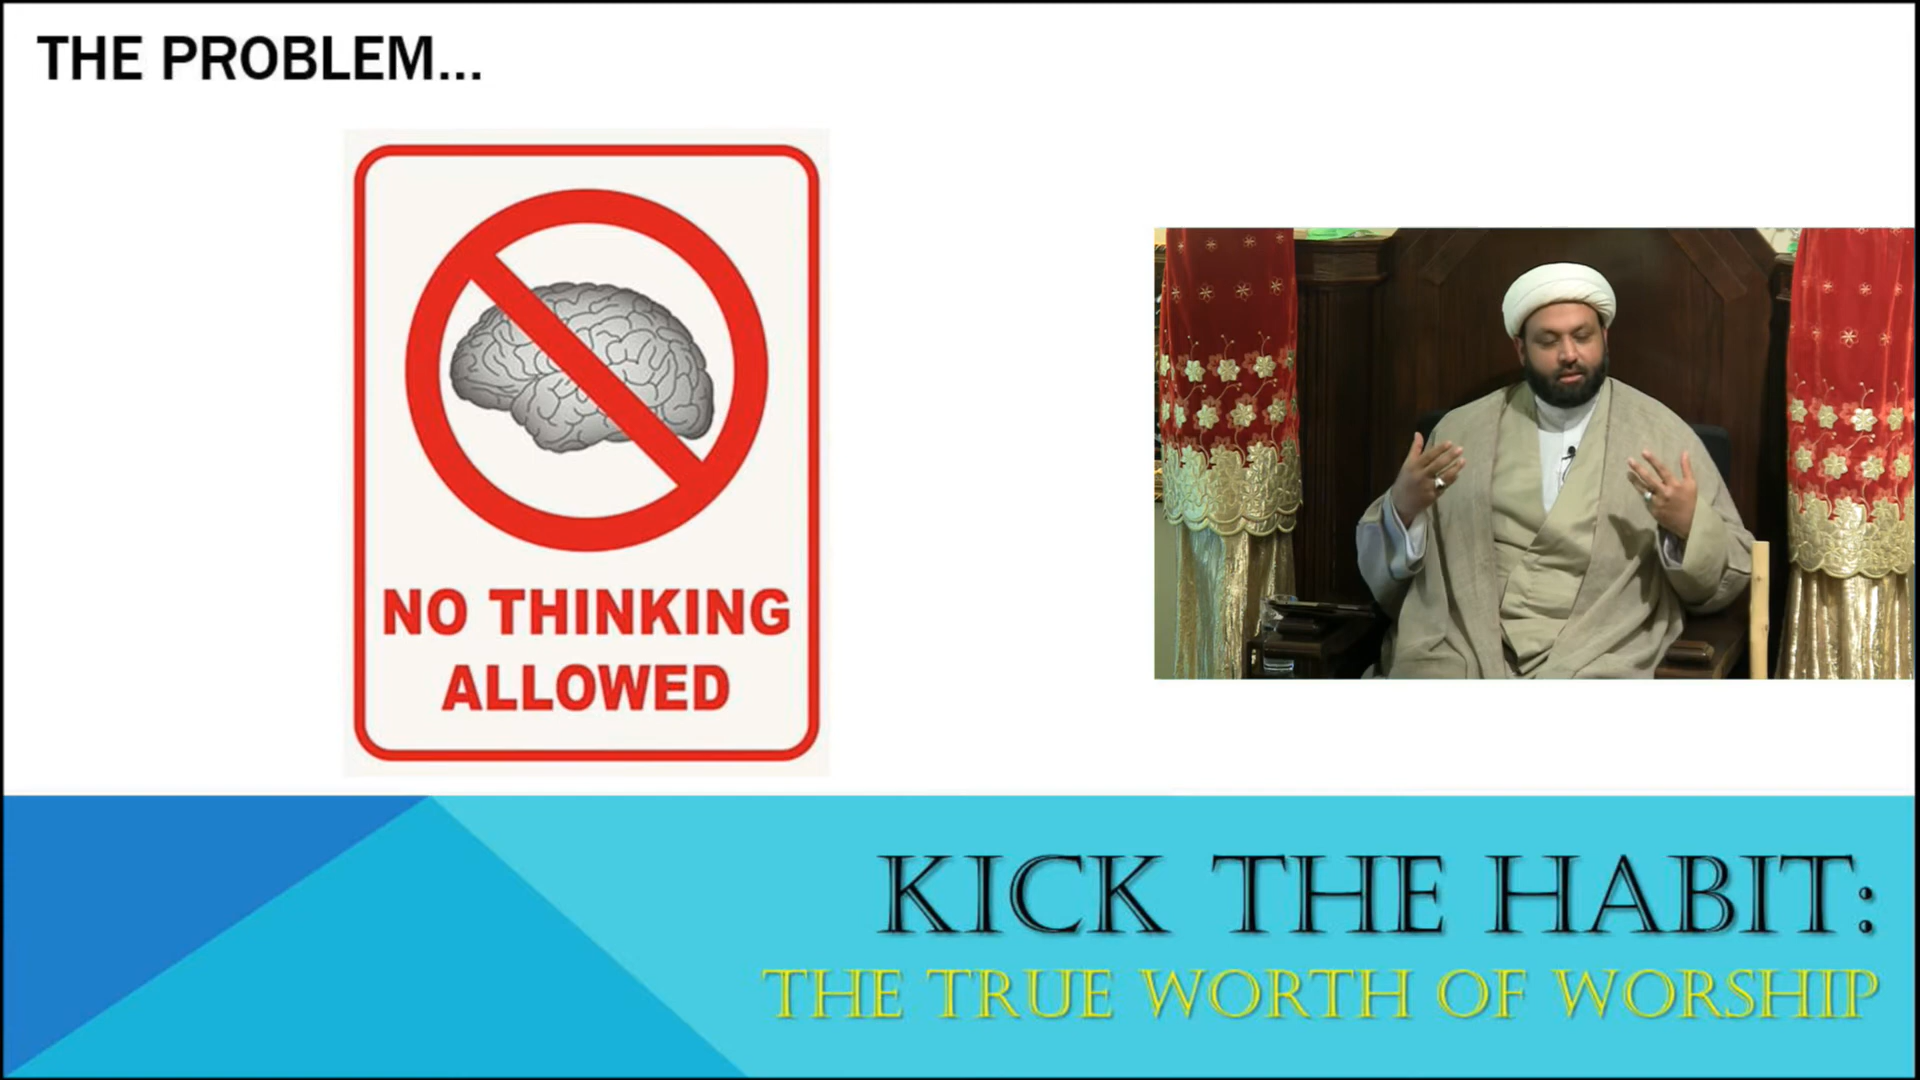 THE PROBLEM...
NO THINKING
ALLOWED
KICK THE HABIT:
THE TRUE WORTH OF WORSHIP